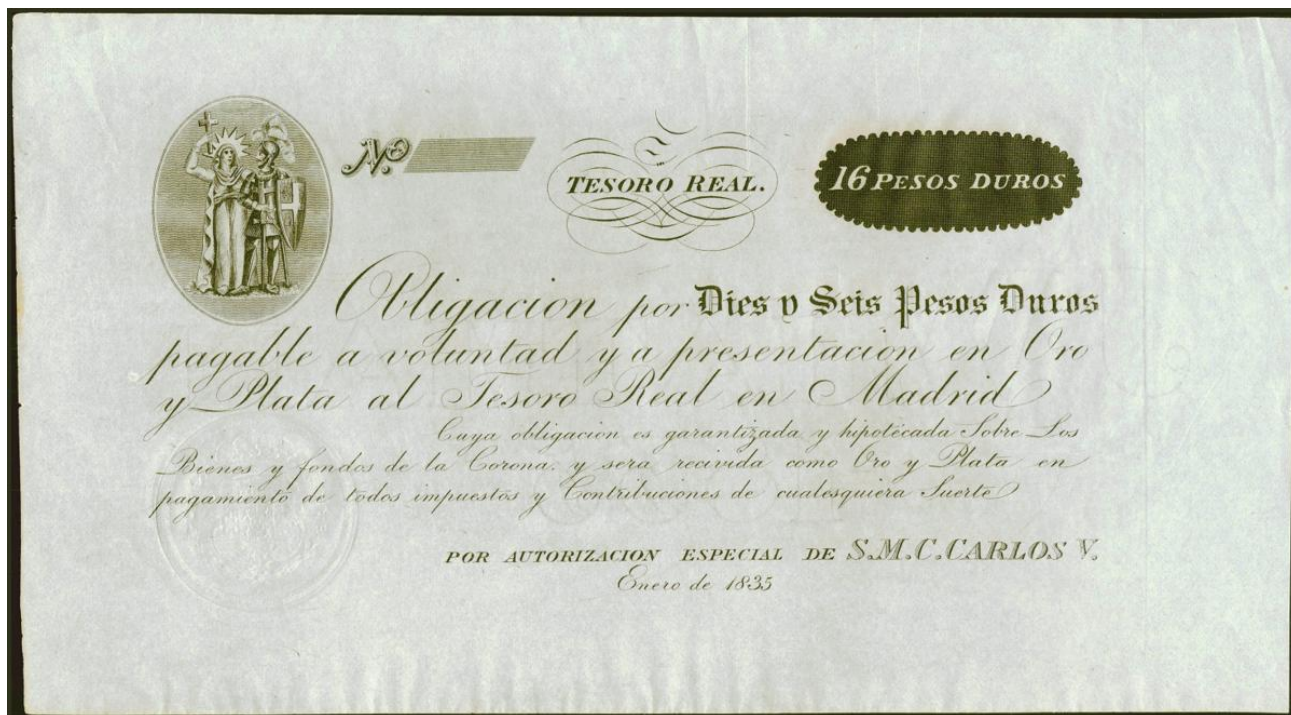 No.
TESORO REAL.
16 PESOS DUROS
Obligacion por Dies y Seis Pesos Duros
pagable a voluntad y a presentacion en Oro
y Plata al Tesoro Real en Madrid
Cuya obligacion es garantizada y hipotécada Sobre Los
Bienes y fondos de la Corona. y sera recivida como Oro y Plata en
pagamiento de todos impuestos y Contribuciones de cualesquiera Suerte
POR AUTORIZACION ESPECIAL DE S.M.C. CARLOS V.
Enero de 1835